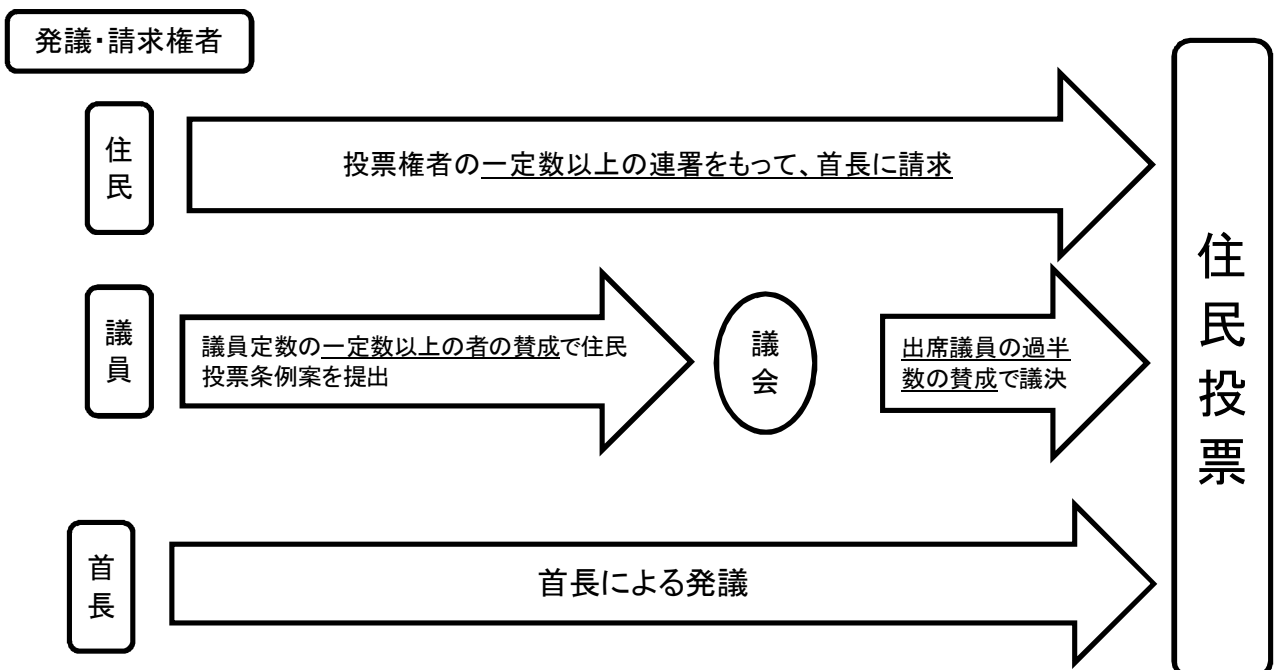 発議・請求権者
住民
投票権者の一定数以上の連署をもって、首長に請求
議員
議員定数の一定数以上の者の賛成で住民
投票条例案を提出
議会
出席議員の過半
数の賛成で議決
首長
首長による発議
住民投票